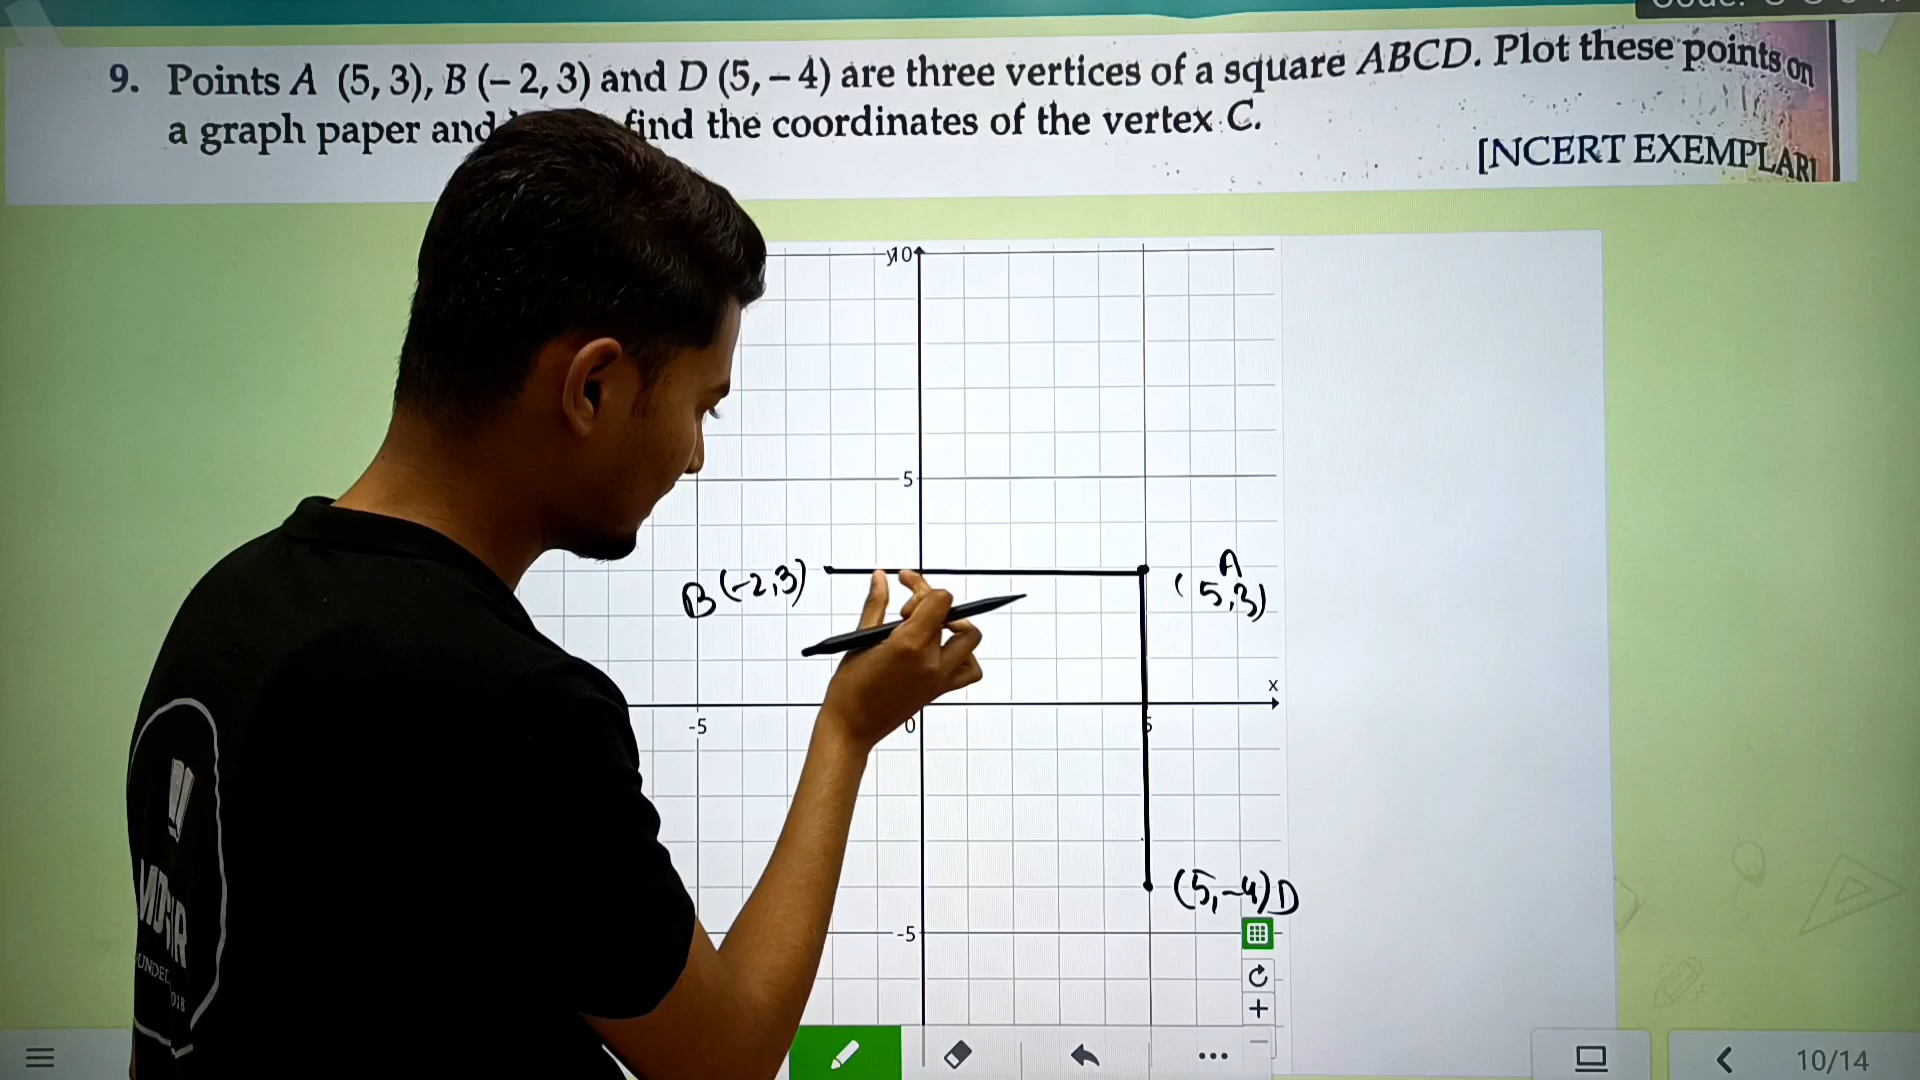 9. Points A (5, 3), B (– 2, 3) and D (5, – 4) are three vertices of a square ABCD. Plot these points on
a graph paper and find the coordinates of the vertex C.
[NCERT EXEMPLAR]
y10
5
B (-2,3)
A
(5,3)
x
-5
0
5
(5,-4) D
-5
10/14